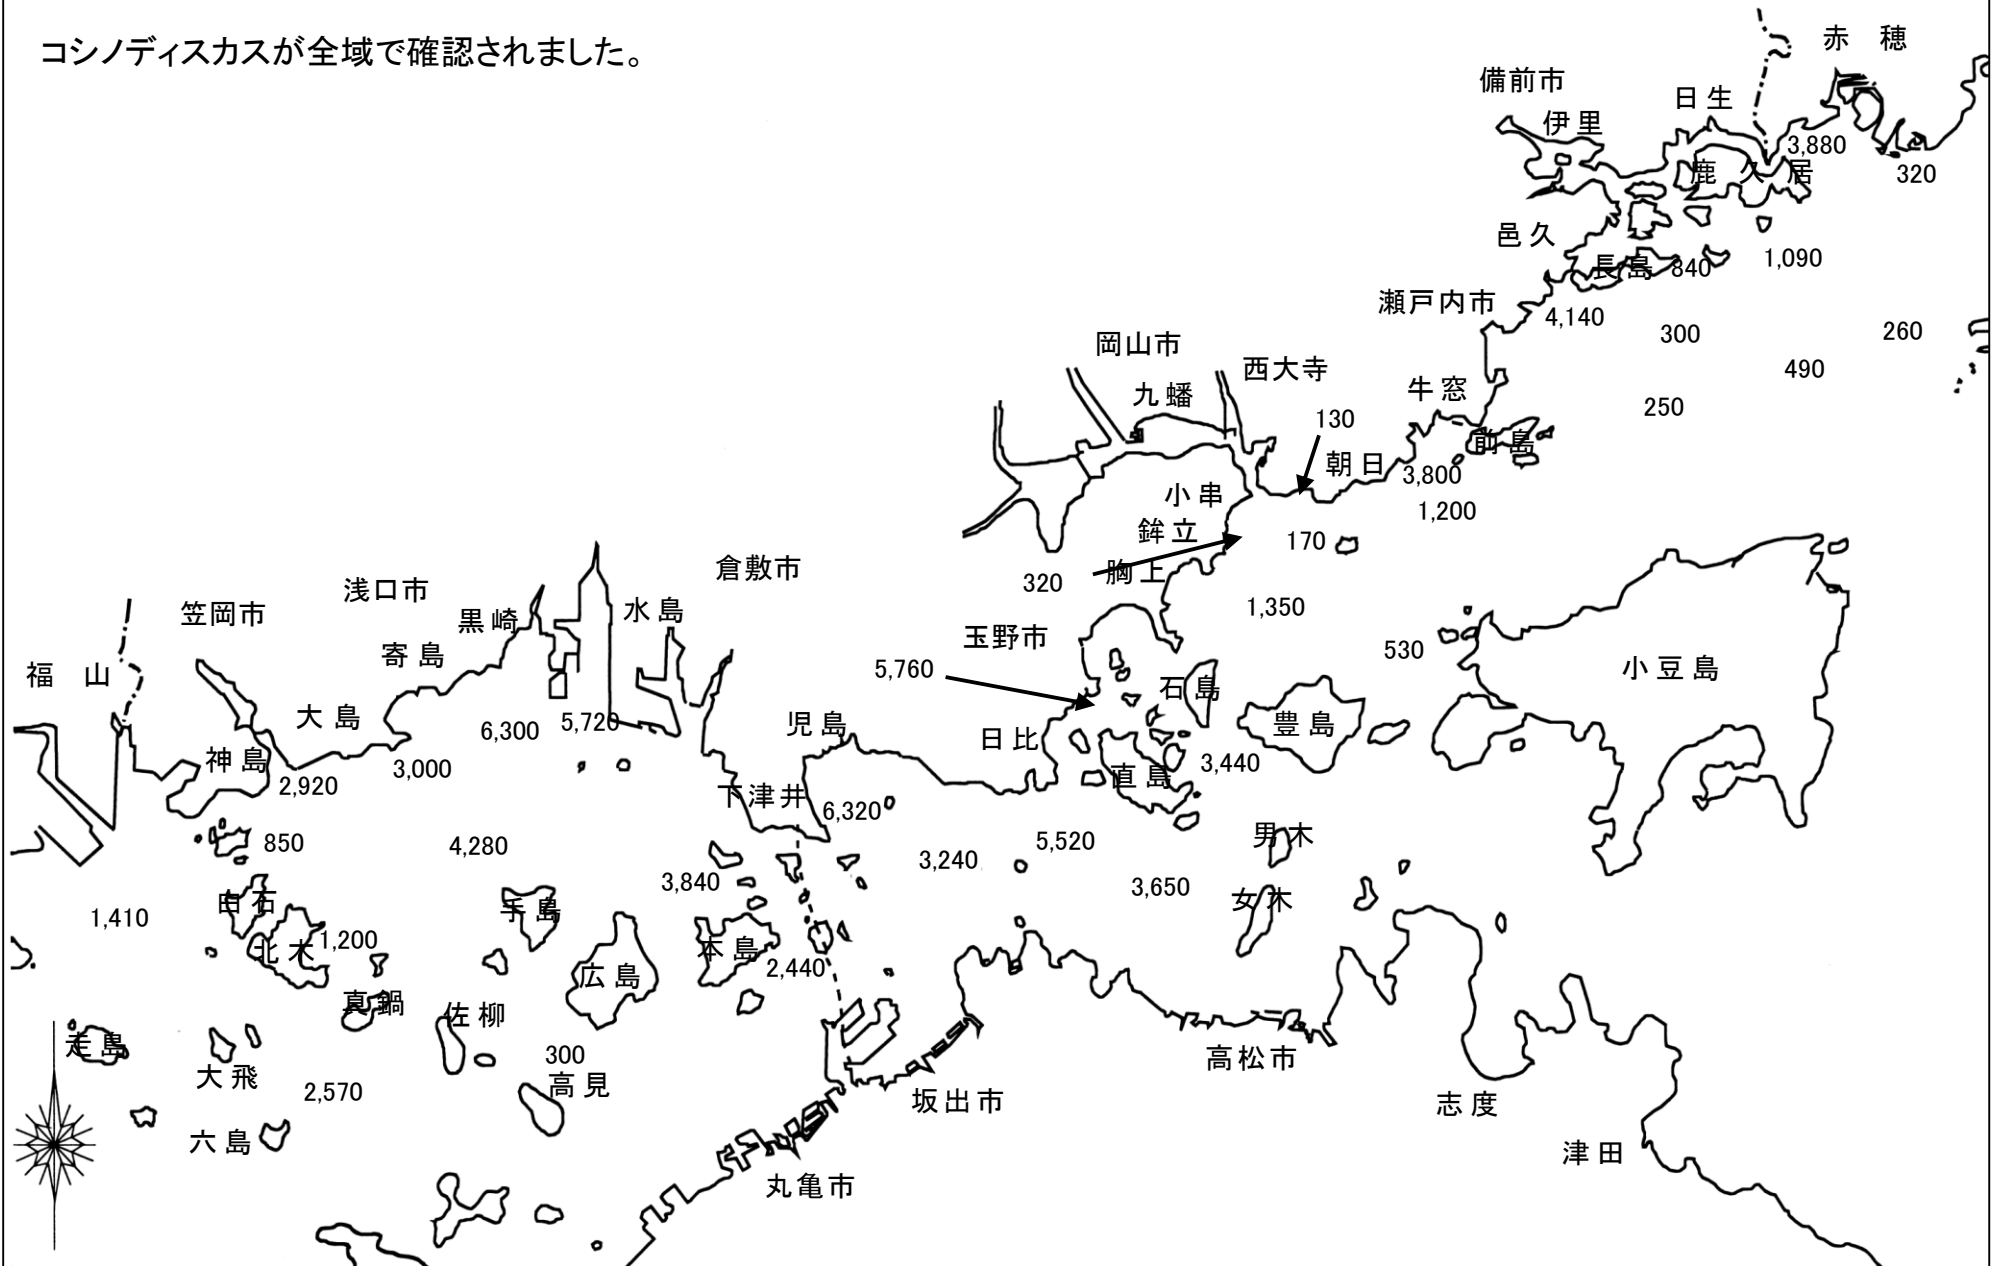 コシノディスカスが全域で確認されました。
赤 穂
備前市
日生
伊里
3,880
鹿久居
320
邑久
長島
840
1,090
瀬戸内市
4,140
300
260
岡山市
西大寺
490
九蟠
牛窓
250
130
前島
朝日
3,800
小串
1,200
鉾立
170
倉敷市
胸上
320
浅口市
笠岡市
黒崎
水島
1,350
玉野市
530
寄島
福 山
5,760
小豆島
石島
大島
6,300
5,720
児島
日比
豊島
神島
3,000
3,440
2,920
直島
下津井
6,320
850
4,280
5,520
男木
3,240
3,840
3,650
白石
手島
女木
1,410
1,200
北木
本島
2,440
広島
真鍋
佐柳
走島
300
高松市
大飛
高見
2,570
坂出市
志度
六島
津田
丸亀市